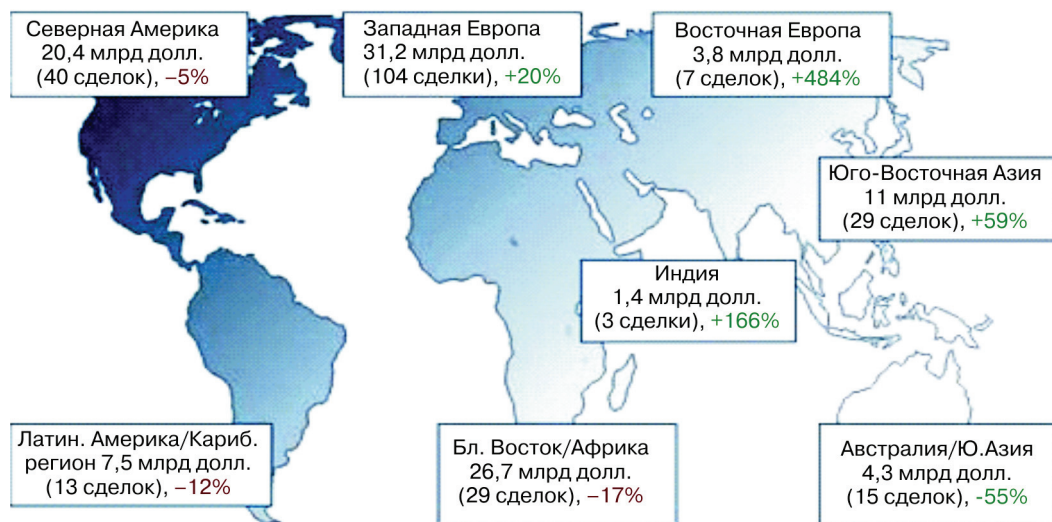 Северная Америка
20,4 млрд долл.
(40 сделок), –5%
Западная Европа
31,2 млрд долл.
(104 сделки), +20%
Восточная Европа
3,8 млрд долл.
(7 сделок), +484%
Юго-Восточная Азия
11 млрд долл.
(29 сделок), +59%
Индия
1,4 млрд долл.
(3 сделки), +166%
Латин. Америка/Кариб.
регион 7,5 млрд долл.
(13 сделок), –12%
Бл. Восток/Африка
26,7 млрд долл.
(29 сделок), –17%
Австралия/Ю.Азия
4,3 млрд долл.
(15 сделок), -55%